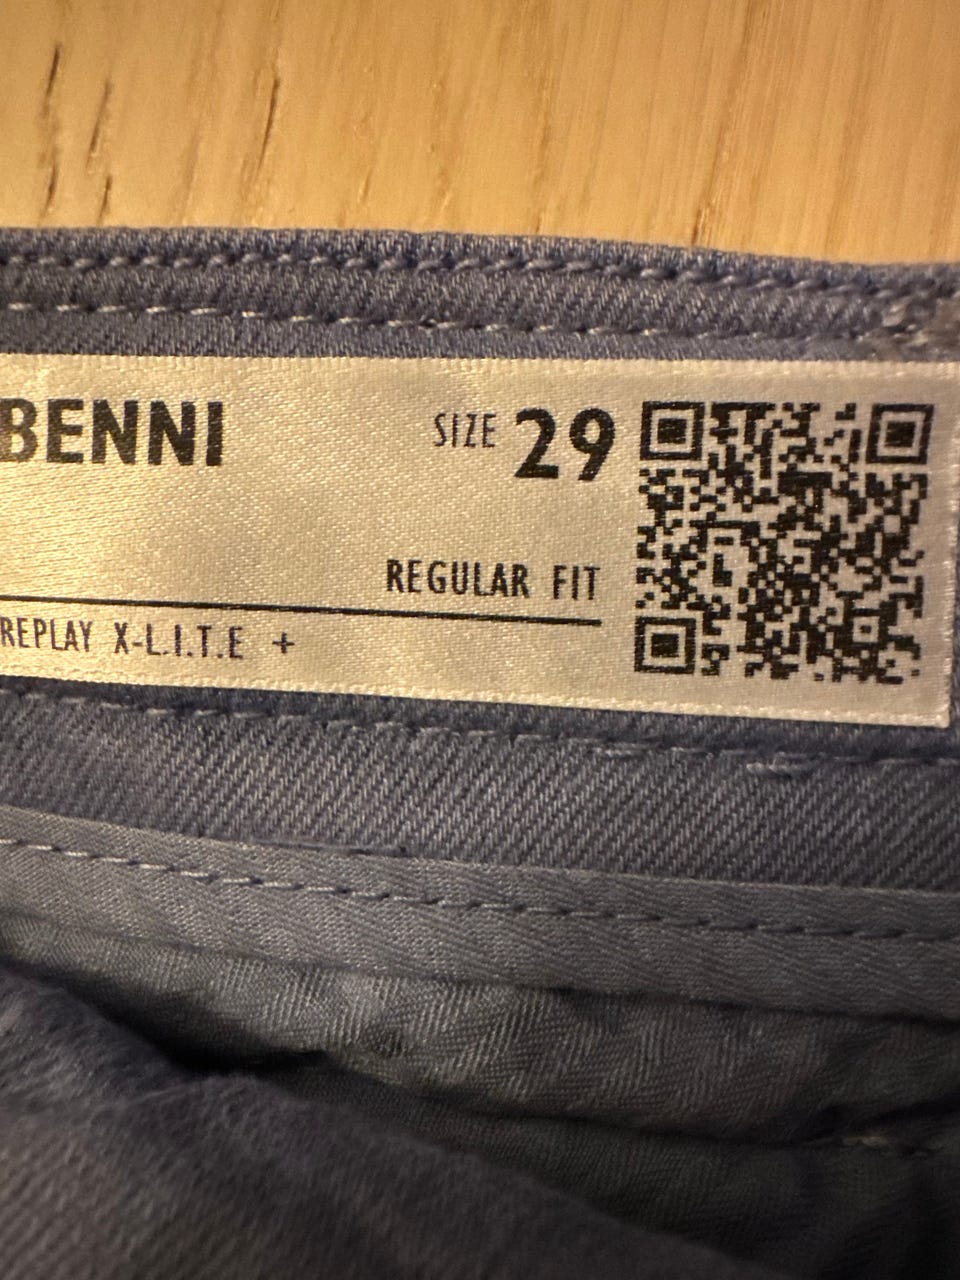 BENNI
SIZE 29
REGULAR FIT
REPLAY X-L.I.T.E +